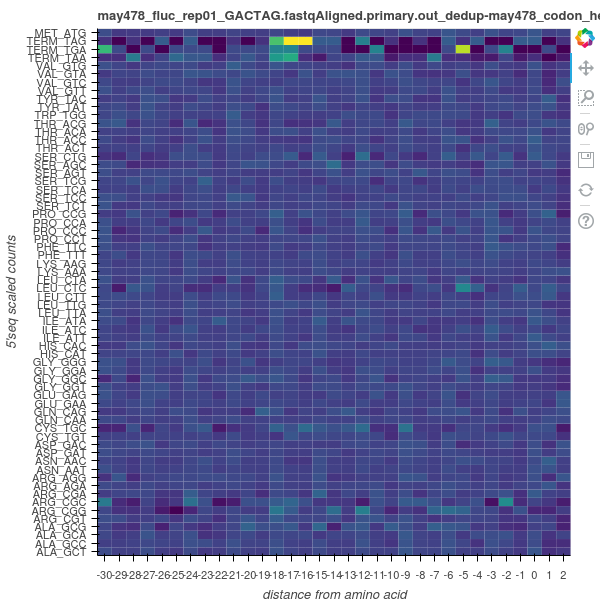 may478_fluc_rep01_GACTAG.fastqAligned.primary.out_dedup-may478_codon_he
5'seq scaled counts
MET_ATG
TERM_TAG
TERM_TGA
TERM_TAA
VAL_GTG
VAL_GTA
VAL_GTC
VAL_GTT
TYR_TAC
TYR_TAT
TRP_TGG
THR_ACG
THR_ACA
THR_ACC
THR_ACT
SER_CTG
SER_AGC
SER_AGT
SER_TCG
SER_TCA
SER_TCC
SER_TCT
PRO_CCG
PRO_CCA
PRO_CCC
PRO_CCT
PHE_TTC
PHE_TTT
LYS_AAG
LYS_AAA
LEU_CTA
LEU_CTC
LEU_CTT
LEU_TTG
LEU_TTA
ILE_ATA
ILE_ATC
ILE_ATT
HIS_CAC
HIS_CAT
GLY_GGG
GLY_GGA
GLY_GGC
GLY_GGT
GLU_GAG
GLU_GAA
GLN_CAG
GLN_CAA
CYS_TGC
CYS_TGT
ASP_GAC
ASP_GAT
ASN_AAC
ASN_AAT
ARG_AGG
ARG_AGA
ARG_CGA
ARG_CGC
ARG_CGG
ARG_CGT
ALA_GCG
ALA_GCA
ALA_GCC
ALA_GCT
-30 -29 -28 -27 -26 -25 -24 -23 -22 -21 -20 -19 -18 -17 -16 -15 -14 -13 -12 -11 -10 -9 -8 -7 -6 -5 -4 -3 -2 -1 0 1 2
distance from amino acid